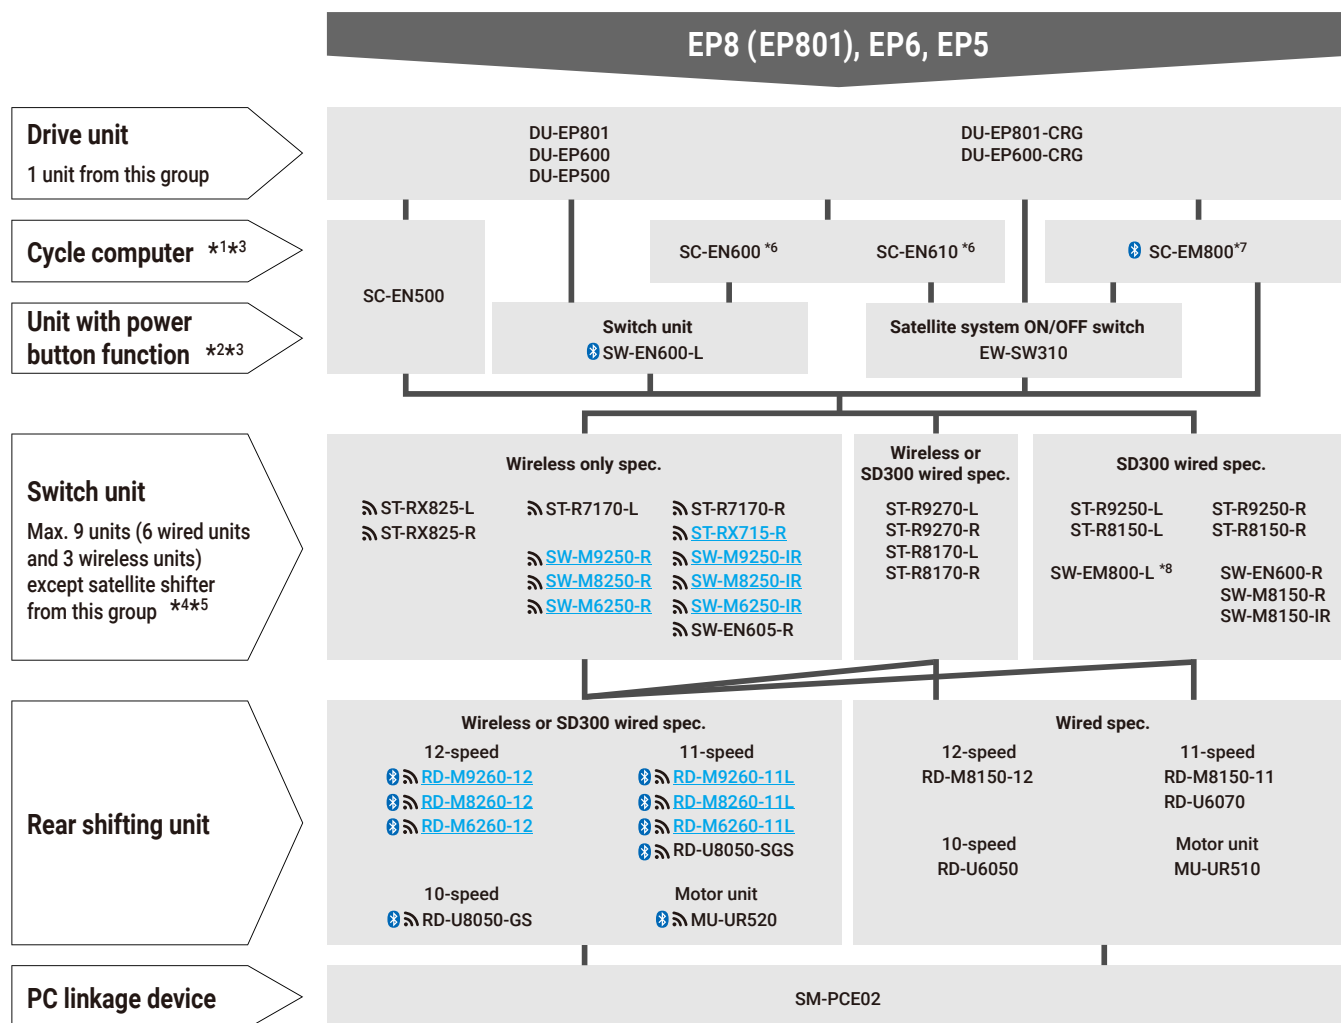 EP8 (EP801), EP6, EP5
Drive unit
1 unit from this group
DU-EP801
DU-EP600
DU-EP500
DU-EP801-CRG
DU-EP600-CRG
Cycle computer *1*3
SC-EN500
SC-EN600 *6
SC-EN610 *6
SC-EM800*7
Unit with power
button function *2*3
Switch unit
SW-EN600-L
Satellite system ON/OFF switch
EW-SW310
Switch unit
Max. 9 units (6 wired units
and 3 wireless units)
except satellite shifter
from this group *4*5
Wireless only spec.
ST-RX825-L
ST-RX825-R
ST-R7170-L
SW-M9250-R
SW-M8250-R
SW-M6250-R
ST-R7170-R
ST-RX715-R
SW-M9250-IR
SW-M8250-IR
SW-M6250-IR
SW-EN605-R
Wireless or
SD300 wired spec.
ST-R9270-L
ST-R9270-R
ST-R8170-L
ST-R8170-R
SD300 wired spec.
ST-R9250-L
ST-R8150-L
SW-EM800-L *8
ST-R9250-R
ST-R8150-R
SW-EN600-R
SW-M8150-R
SW-M8150-IR
Rear shifting unit
Wireless or SD300 wired spec.
12-speed
RD-M9260-12
RD-M8260-12
RD-M6260-12
11-speed
RD-M9260-11L
RD-M8260-11L
RD-M6260-11L
RD-U8050-SGS
10-speed
RD-U8050-GS
Motor unit
MU-UR520
Wired spec.
12-speed
RD-M8150-12
11-speed
RD-M8150-11
RD-U6070
10-speed
RD-U6050
Motor unit
MU-UR510
PC linkage device
SM-PCE02